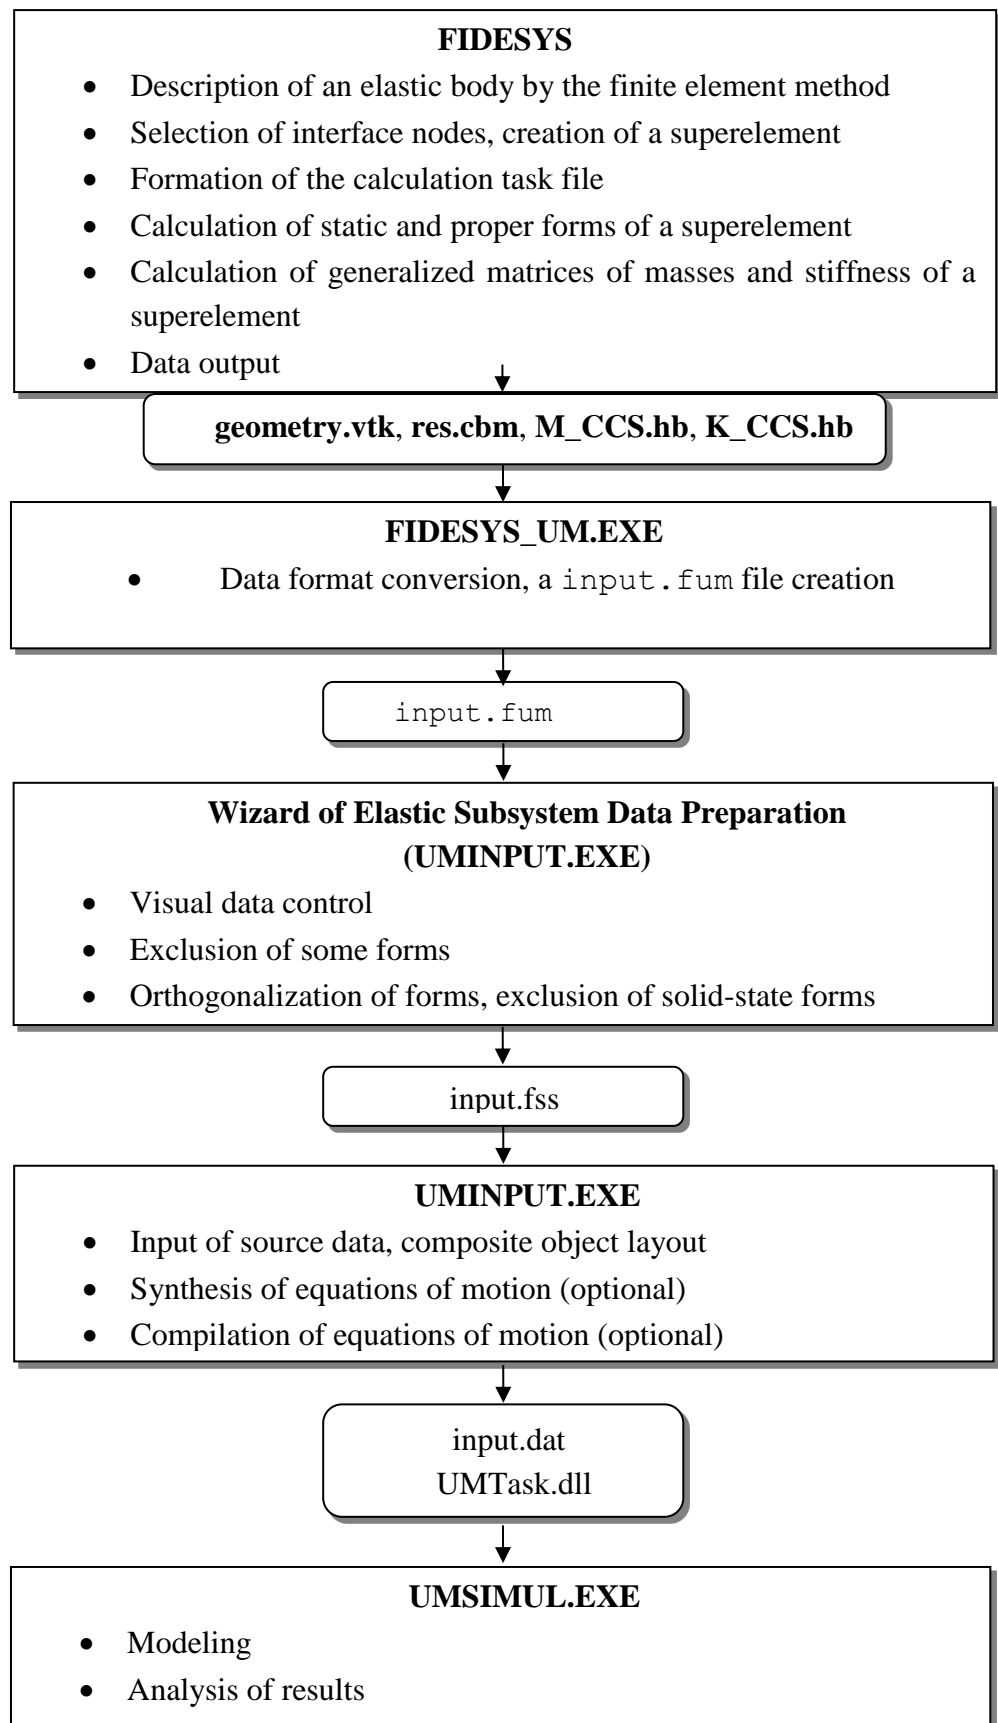 FIDESYS
• Description of an elastic body by the finite element method
• Selection of interface nodes, creation of a superelement
• Formation of the calculation task file
• Calculation of static and proper forms of a superelement
• Calculation of generalized matrices of masses and stiffness of a
superelement
• Data output
geometry.vtk, res.cbm, M_CCS.hb, K_CCS.hb
FIDESYS_UM.EXE
• Data format conversion, a input.fum file creation
input.fum
Wizard of Elastic Subsystem Data Preparation
(UMINPUT.EXE)
• Visual data control
• Exclusion of some forms
• Orthogonalization of forms, exclusion of solid-state forms
input.fss
UMINPUT.EXE
• Input of source data, composite object layout
• Synthesis of equations of motion (optional)
• Compilation of equations of motion (optional)
input.dat
UMTask.dll
UMSIMUL.EXE
• Modeling
• Analysis of results